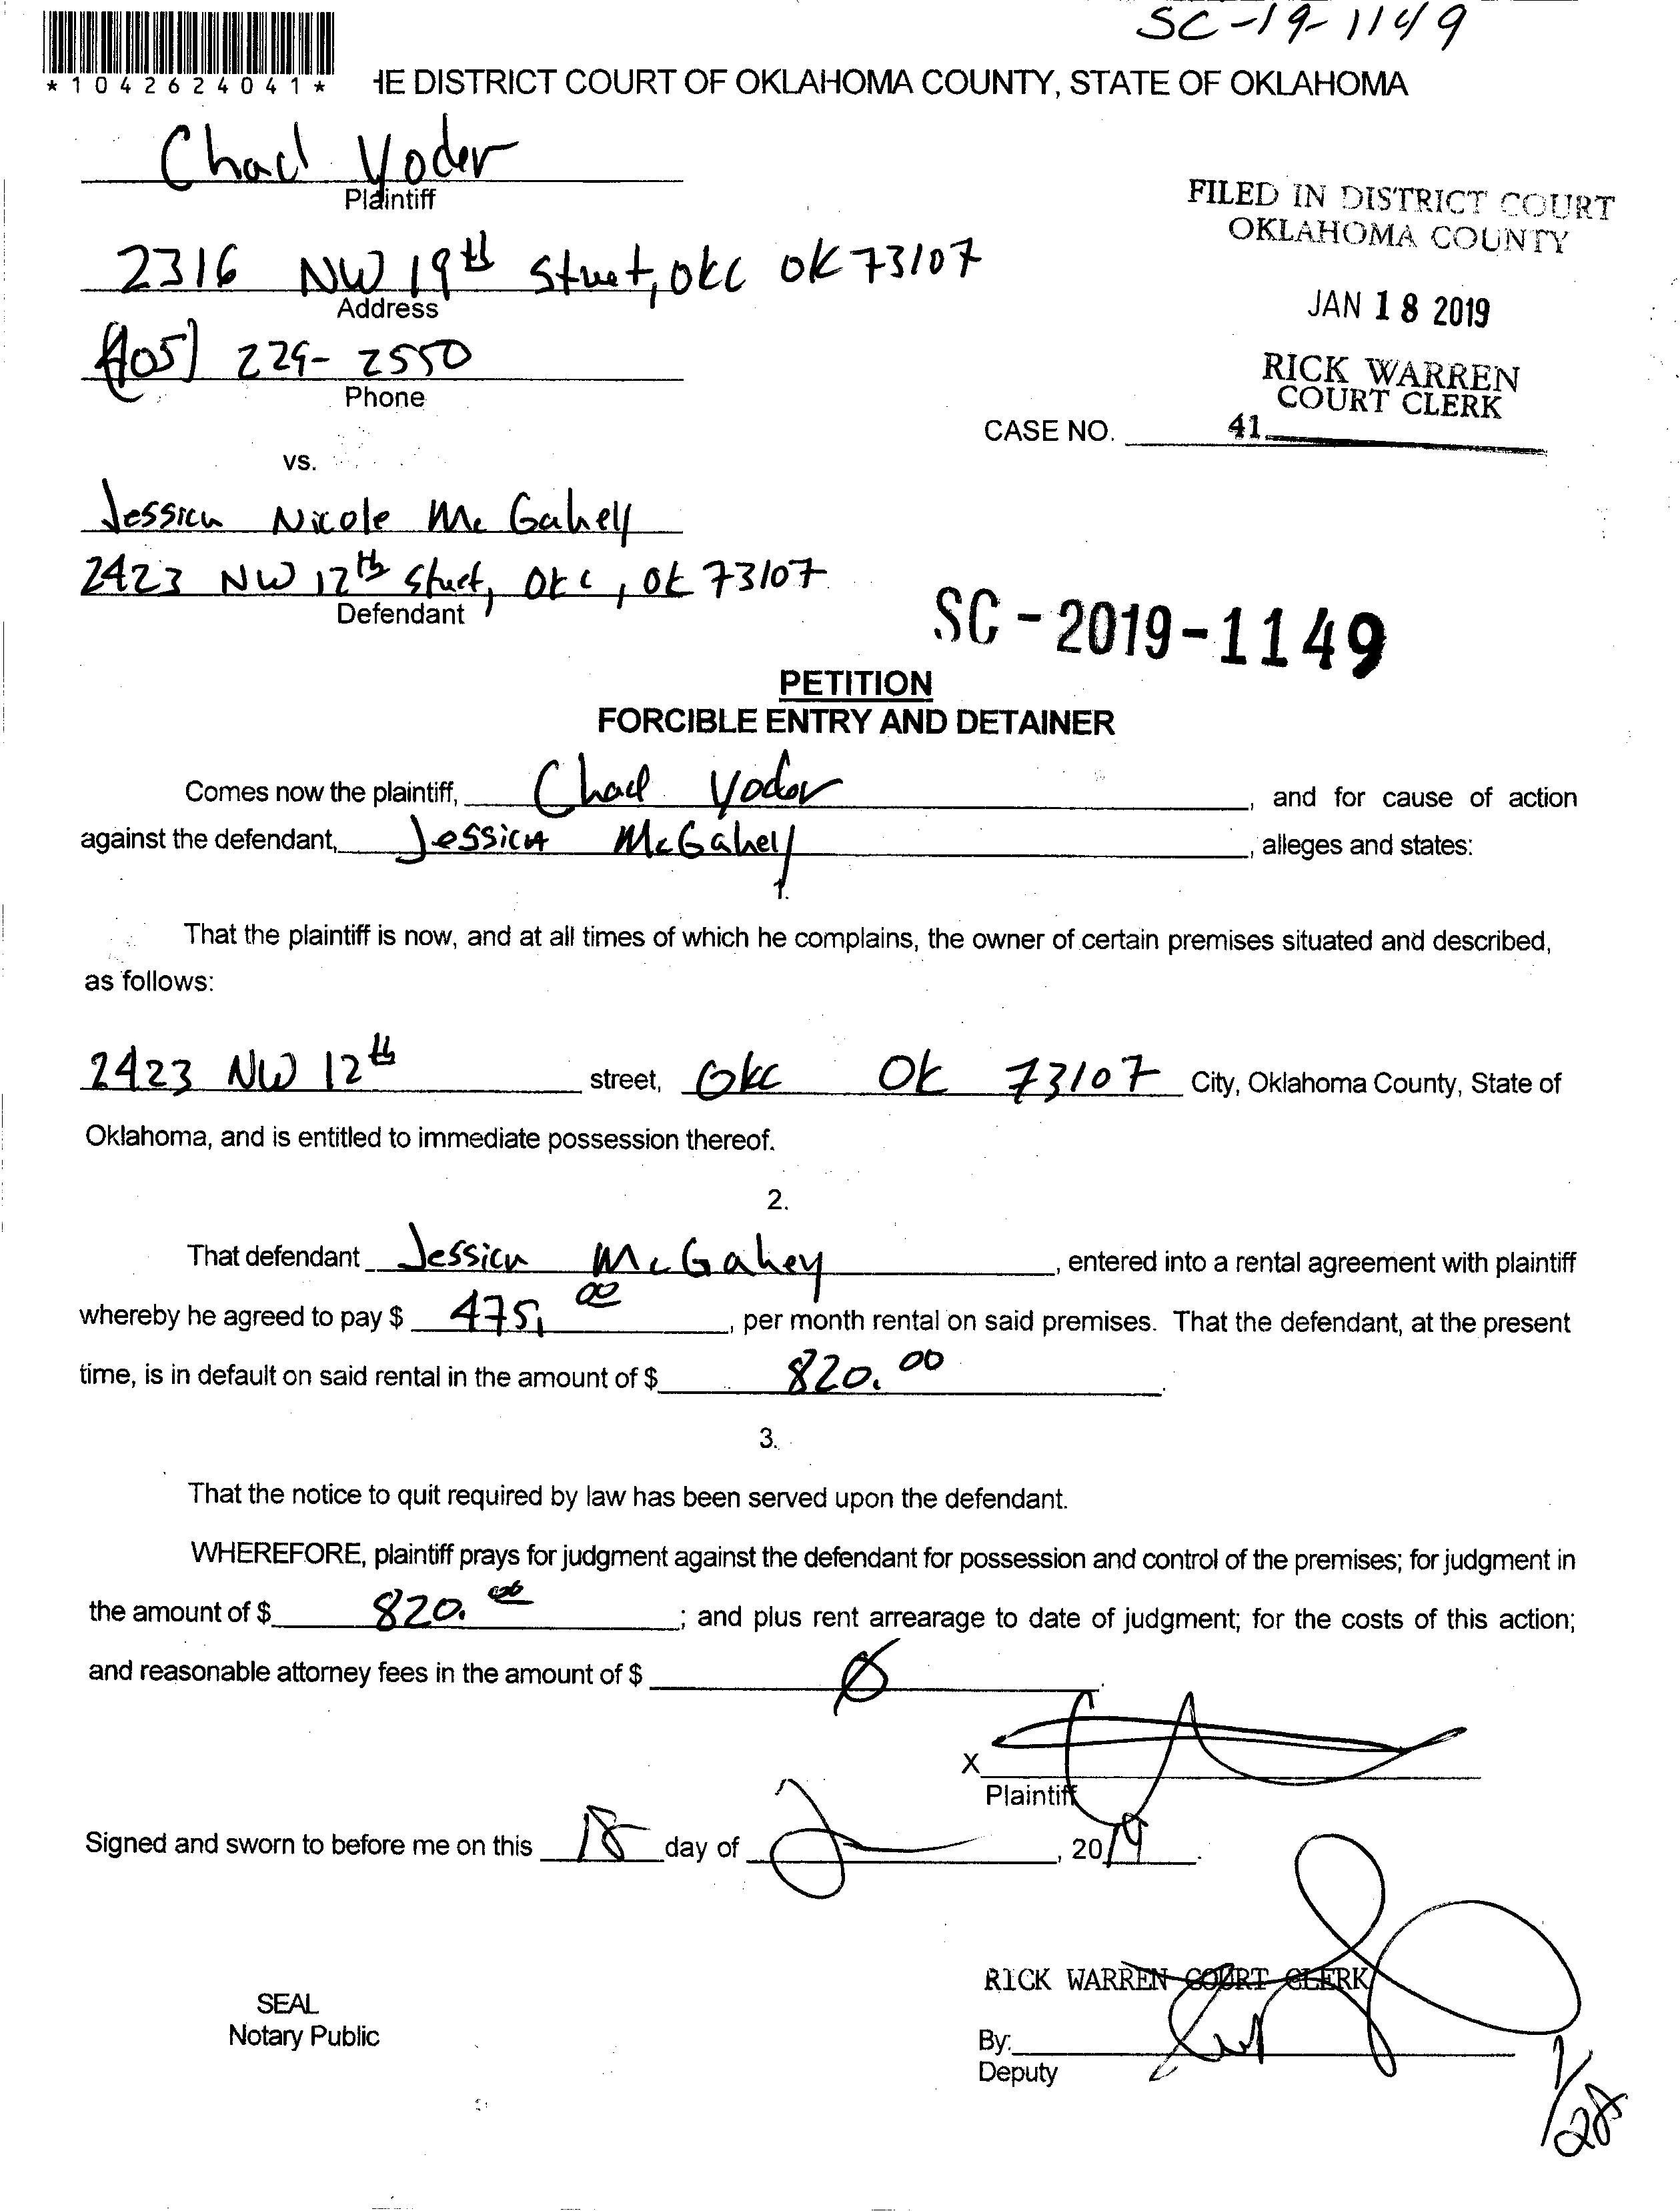 SC-19-1149
*1042624041*
HE DISTRICT COURT OF OKLAHOMA COUNTY, STATE OF OKLAHOMA
Chad Yoder
Plaintiff
FILED IN DISTRICT COURT
OKLAHOMA COUNTY
2316 NW 19th Street, OKC OK 73107
Address
JAN 18 2019
(405) 229-2550
Phone
RICK WARREN
COURT CLERK
CASE NO. 41
vs.
Jessica Nicole McGahey
2423 NW 12th Street, OKC, OK 73107
Defendant
SC-2019-1149
PETITION
FORCIBLE ENTRY AND DETAINER
Comes now the plaintiff, Chad Yoder, and for cause of action
against the defendant, Jessica McGahey, alleges and states:
1.
That the plaintiff is now, and at all times of which he complains, the owner of certain premises situated and described,
as follows:
2423 NW 12th street, OKC OK 73107 City, Oklahoma County, State of
Oklahoma, and is entitled to immediate possession thereof.
2.
That defendant Jessica McGahey, entered into a rental agreement with plaintiff
whereby he agreed to pay $ 475.00, per month rental on said premises. That the defendant, at the present
time, is in default on said rental in the amount of $ 820.00.
3.
That the notice to quit required by law has been served upon the defendant.
WHEREFORE, plaintiff prays for judgment against the defendant for possession and control of the premises; for judgment in
the amount of $ 820.00; and plus rent arrearage to date of judgment; for the costs of this action;
and reasonable attorney fees in the amount of $ Ø.
X
Plaintiff
Signed and sworn to before me on this 18 day of , 2019.
RICK WARREN COURT CLERK
SEAL
Notary Public
By:
Deputy
1/28